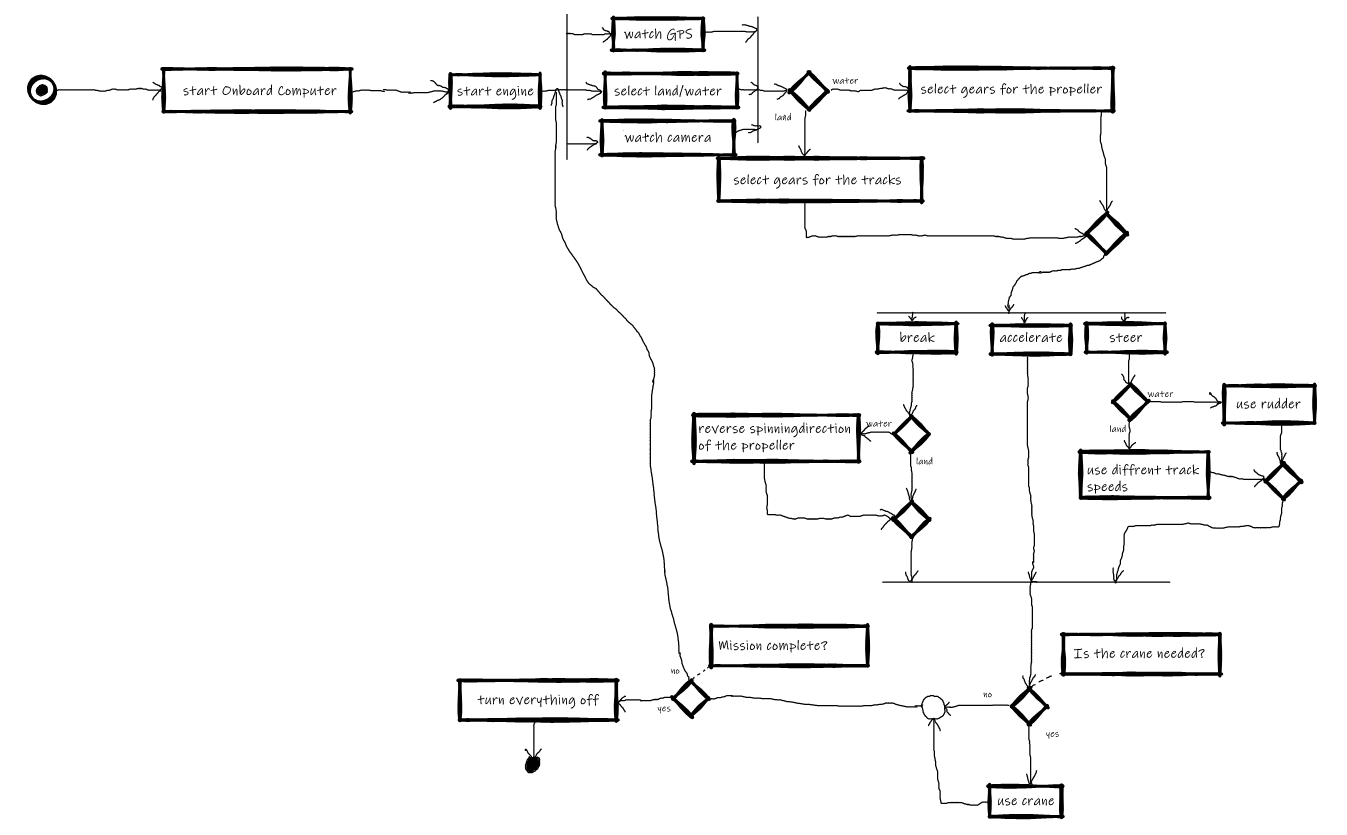 watch GPS
start Onboard Computer
start engine
select land/water
water
select gears for the propeller
land
watch camera
select gears for the tracks
break
accelerate
steer
water
use rudder
land
reverse spinningdirection
of the propeller
water
land
use diffrent track
speeds
Mission complete?
Is the crane needed?
no
turn everything off
yes
no
yes
use crane